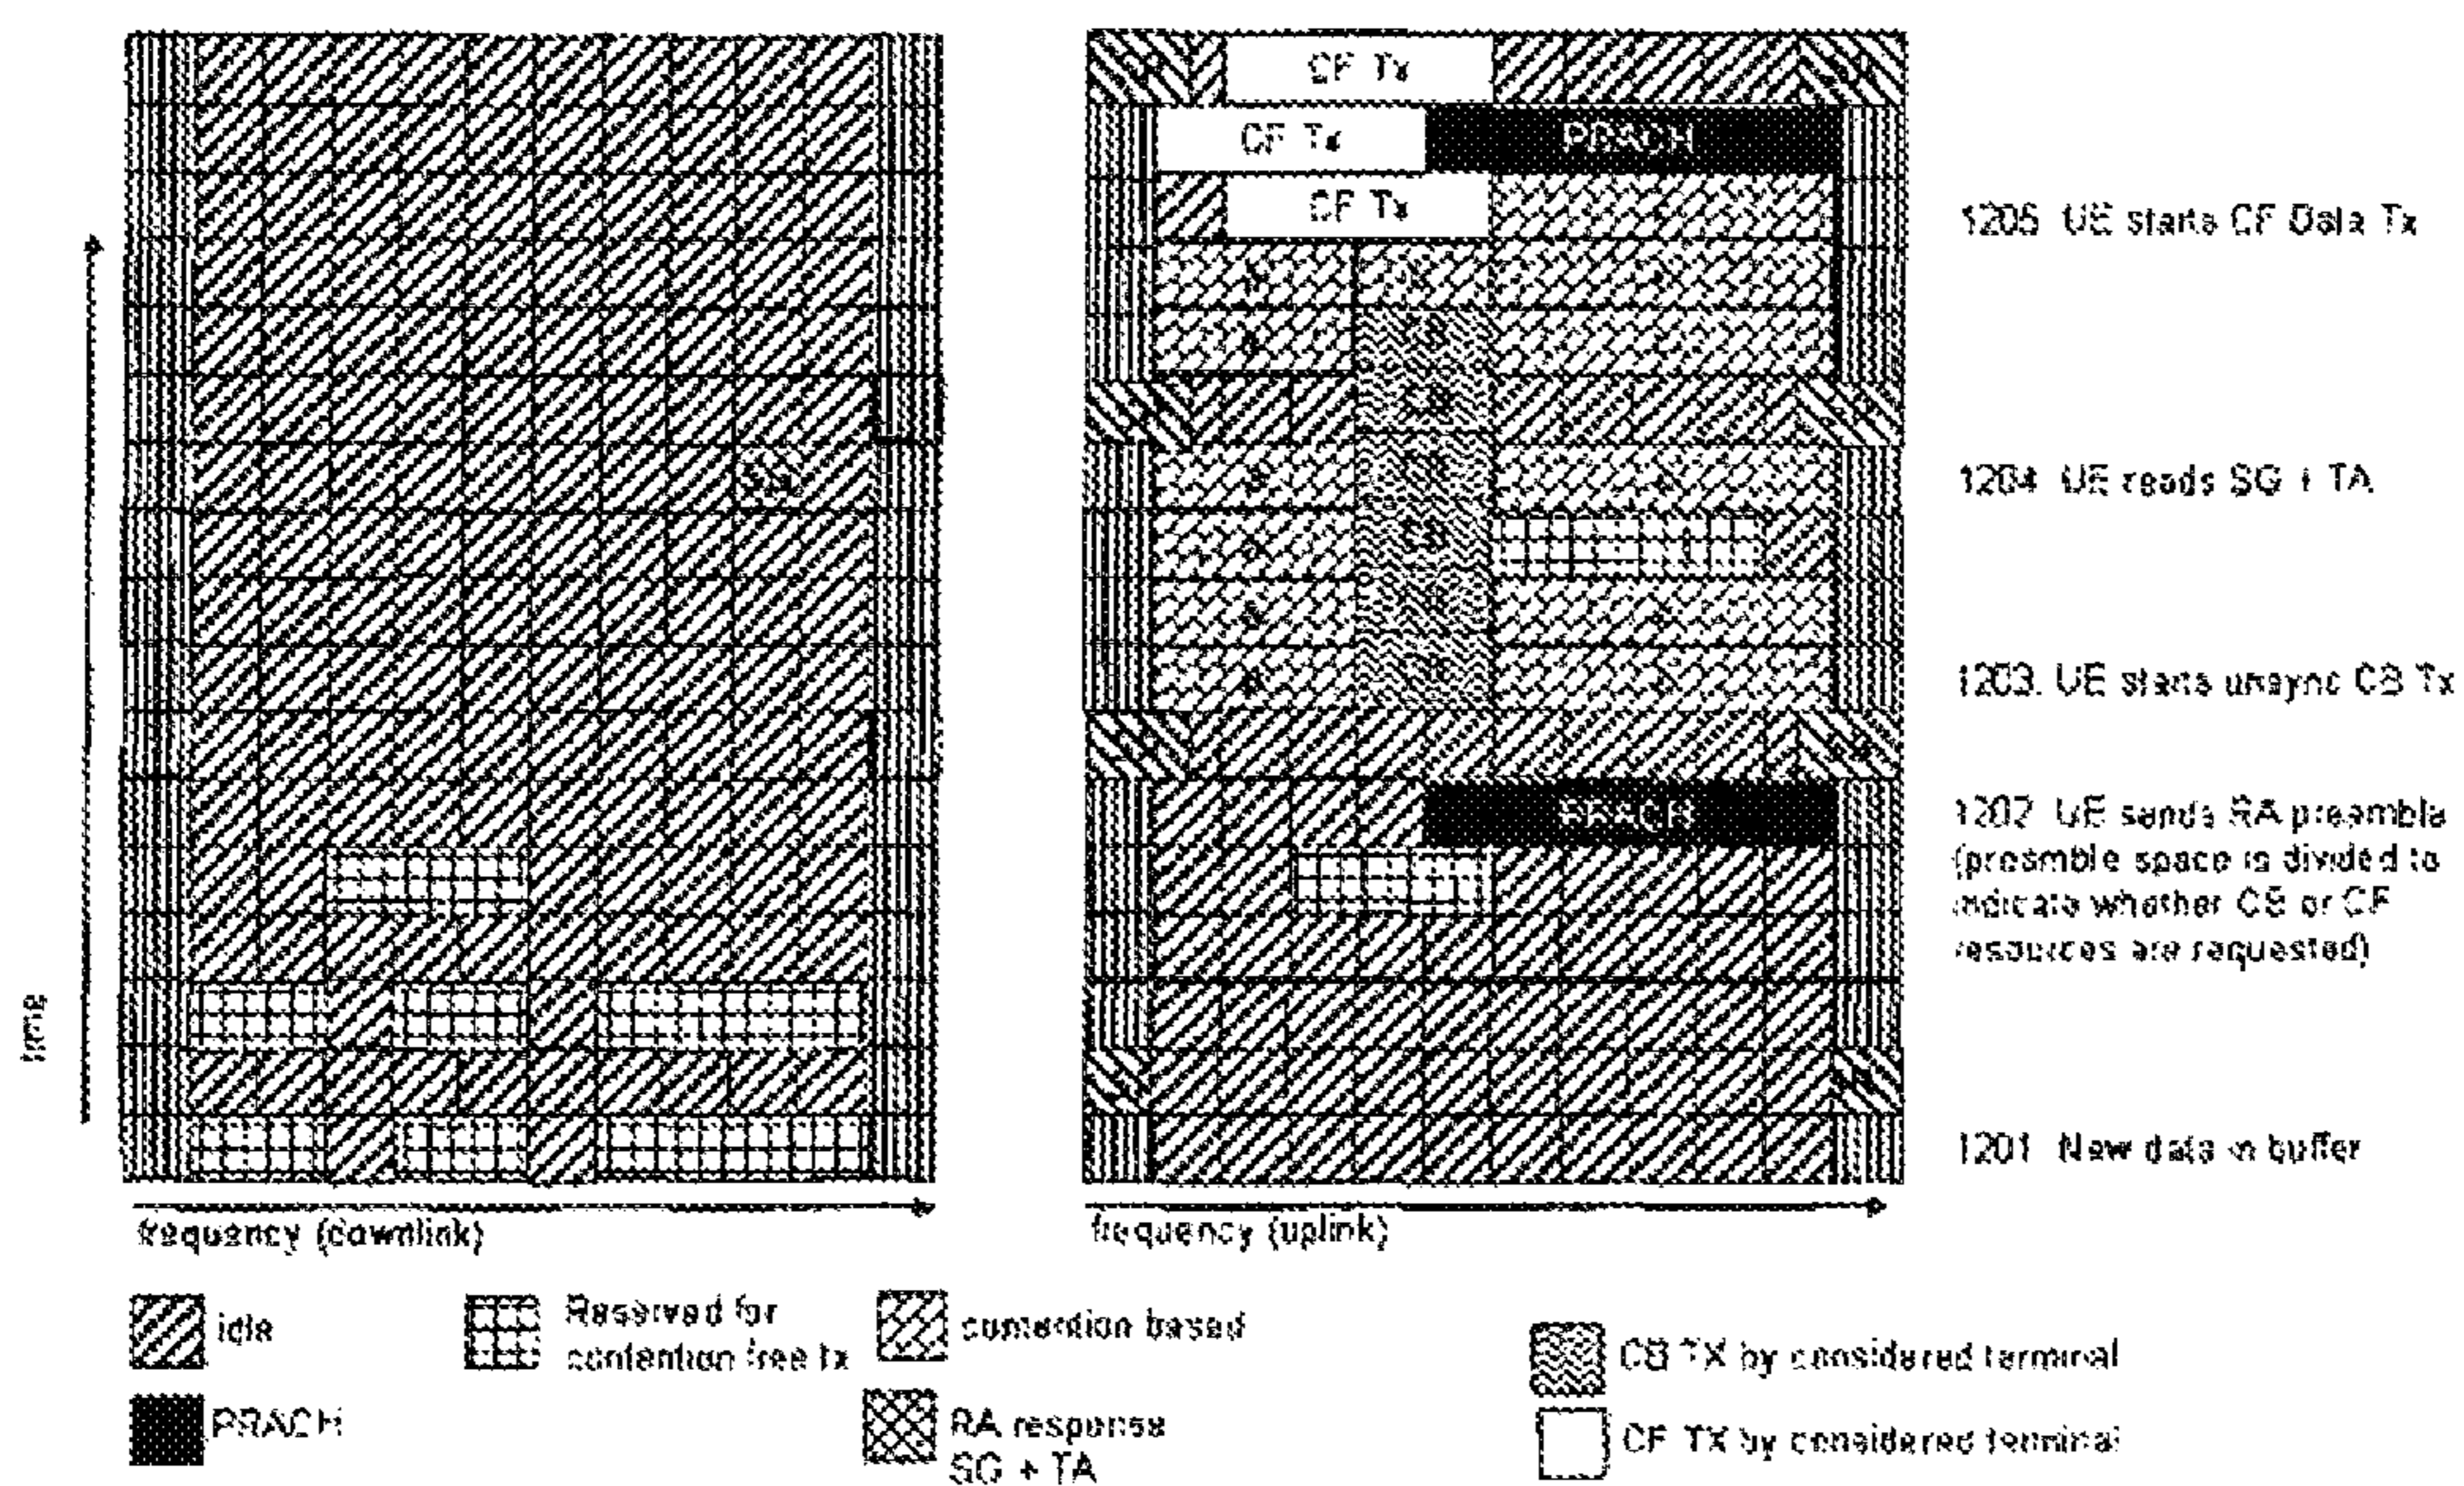 CF Tx
CF Tx
PRACH
CF Tx
1205 UE starts CF Data Tx
SG
1204 UE reads SG + TA
1203. UE starts unsync CB Tx
PRACH
1202 UE sends RA preamble
(preamble space is divided to
indicate whether CB or CF
resources are requested)
time
1201 New data in buffer
frequency (downlink)
frequency (uplink)
idle
Reserved for
contention free tx
contention based
CB TX by considered terminal
PRACH
RA response
SG + TA
CF TX by considered terminal